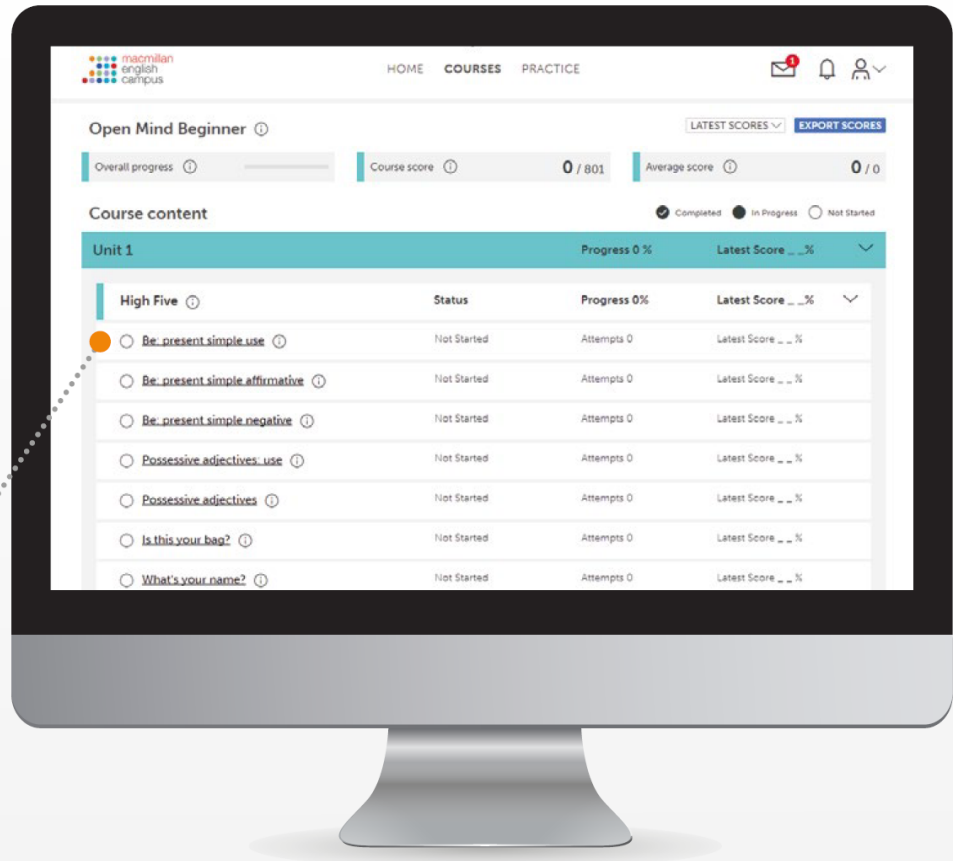 macmillan
english
campus
HOME COURSES PRACTICE
1
Open Mind Beginner
LATEST SCORES EXPORT SCORES
Overall progress Course score 0 / 801 Average score 0 / 0
Course content Completed In Progress Not Started
Unit 1 Progress 0 % Latest Score _ _%
High Five Status Progress 0% Latest Score _ _%
Be: present simple use Not Started Attempts 0 Latest Score _ _ %
Be: present simple affirmative Not Started Attempts 0 Latest Score _ _ %
Be: present simple negative Not Started Attempts 0 Latest Score _ _ %
Possessive adjectives: use Not Started Attempts 0 Latest Score _ _ %
Possessive adjectives Not Started Attempts 0 Latest Score _ _ %
Is this your bag? Not Started Attempts 0 Latest Score _ _ %
What's your name? Not Started Attempts 0 Latest Score _ _ %